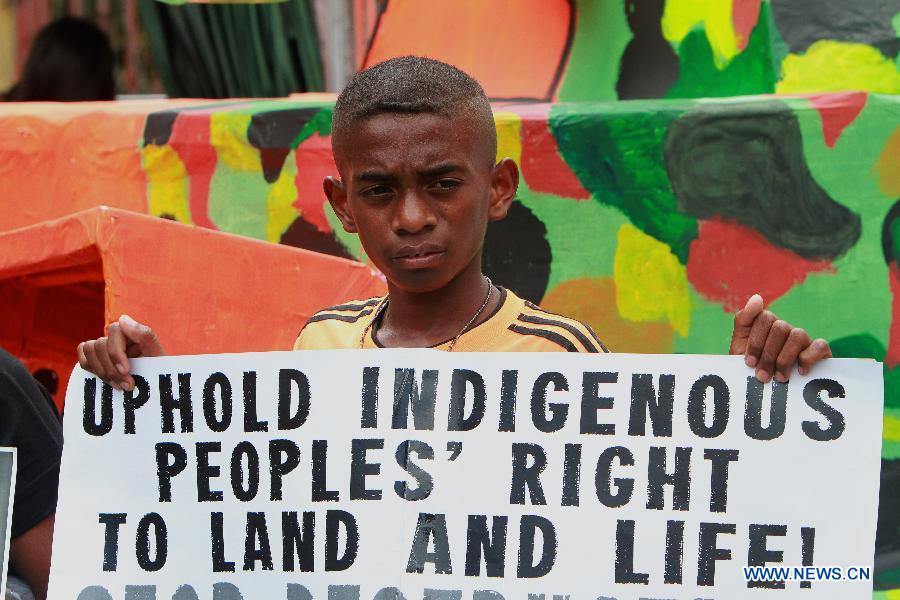 UPHOLD INDIGENOUS
PEOPLES' RIGHT
TO LAND AND LIFE!
WWW.NEWS.CN